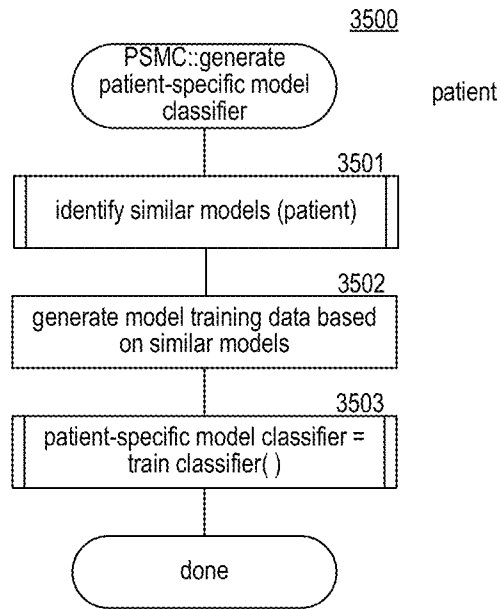 3500
PSMC::generate
patient-specific model
classifier
patient
3501
identify similar models (patient)
3502
generate model training data based
on similar models
3503
patient-specific model classifier =
train classifier( )
done